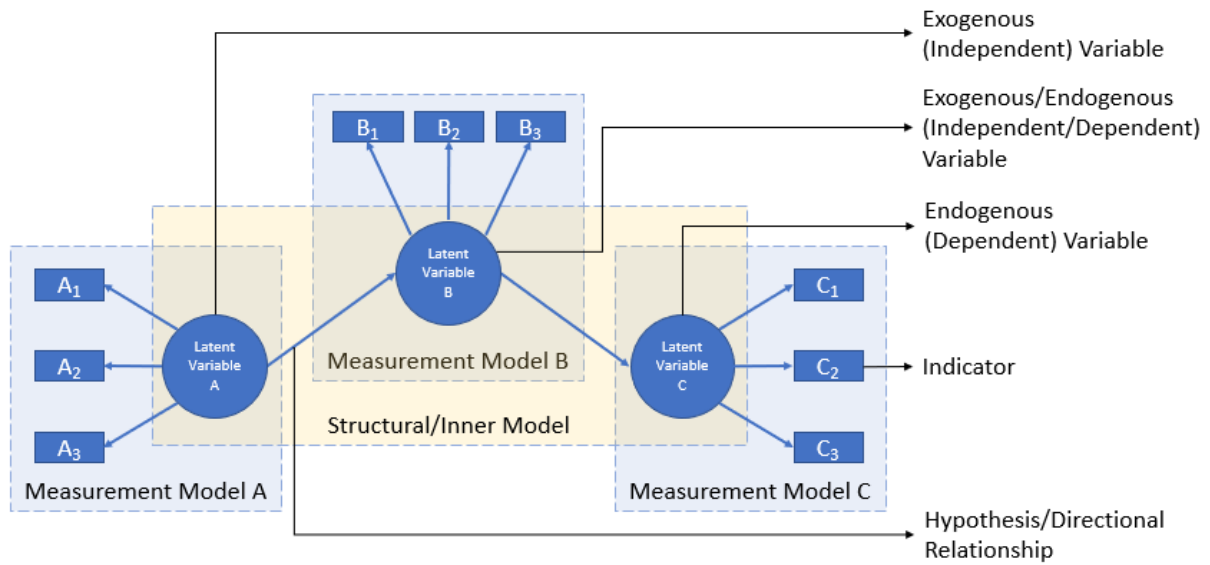 Exogenous
(Independent) Variable
B₁
B₂
B₃
Exogenous/Endogenous
(Independent/Dependent)
Variable
Latent
Variable
B
Endogenous
(Dependent) Variable
A₁
A₂
A₃
Latent
Variable
A
Measurement Model B
Latent
Variable
C
C₁
C₂
C₃
Indicator
Structural/Inner Model
Measurement Model A
Measurement Model C
Hypothesis/Directional
Relationship